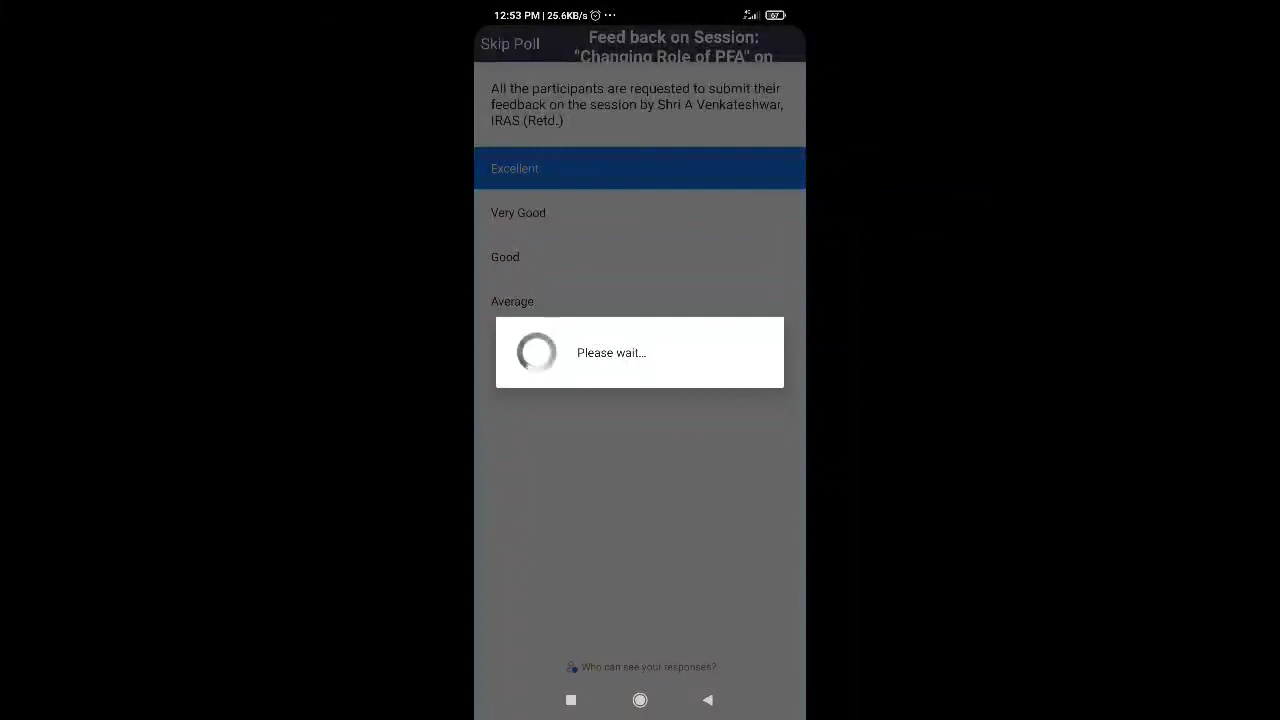 12:53 PM | 25.6KB/s
4G
67
Skip Poll
Feed back on Session:
"Changing Role of PFA" on
All the participants are requested to submit their
feedback on the session by Shri A Venkateshwar,
IRAS (Retd.)
Excellent
Very Good
Good
Average
Please wait...
Who can see your responses?